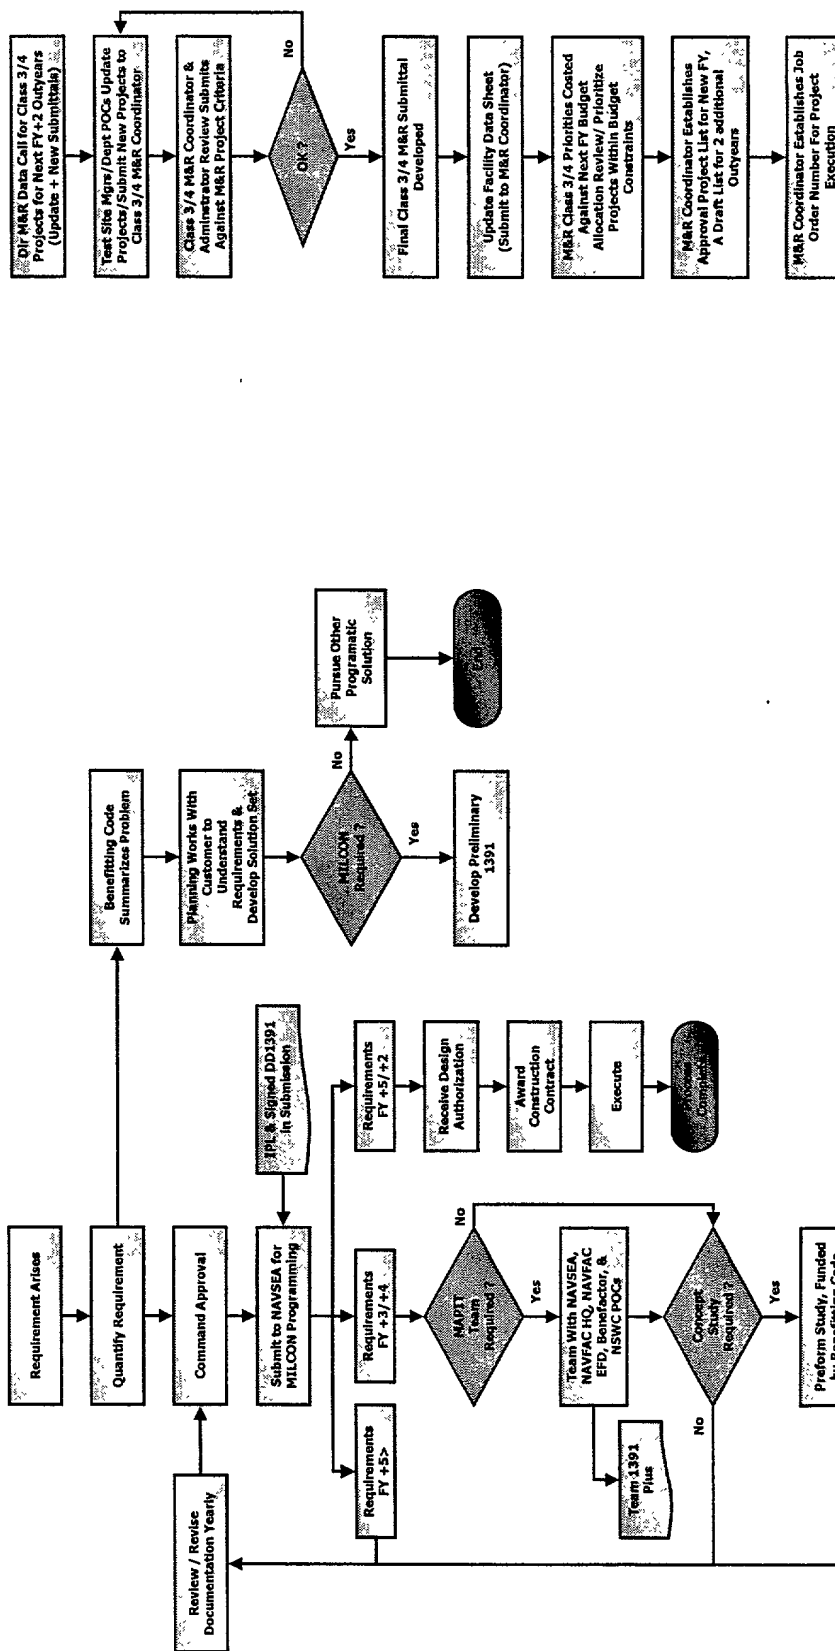 Requirement Arises
Quantify Requirement
Command Approval
Submit to NAVSEA for
MILCON Programming
IPL & Signed DD1391
in Submission
Review / Revise
Documentation Yearly
Requirements
FY +5>
Requirements
FY +3/+4
Requirements
FY +5/+2
Receive Design
Authorization
Award
Construction
Contract
Execute
Process
Complete
NAPIT
Team
Required ?
No
Yes
Team With NAVSEA,
NAVFAC HQ, NAVFAC
EFD, Benefactor, &
NSWC POCs
Team 1391
Plus
Concept
Study
Required ?
No
Yes
Preform Study, Funded
by Benefiting Code
Benefitting Code
Summarizes Problem
Planning Works With
Customer to
Understand
Requirements &
Develop Solution Set
MILCON
Required ?
No
Yes
Pursue Other
Programatic
Solution
End
Develop Preliminary
1391
Dir M&R Data Call for Class 3/4
Projects for Next FY+2 Outyears
(Update + New Submittals)
Test Site Mgrs/Dept POCs Update
Projects/Submit New Projects to
Class 3/4 M&R Coordinator
Class 3/4 M&R Coordinator &
Adminstrator Review Submits
Against M&R Project Criteria
OK?
No
Yes
Final Class 3/4 M&R Submittal
Developed
Update Facility Data Sheet
(Submit to M&R Coordinator)
M&R Class 3/4 Priorities Costed
Against Next FY Budget
Allocation Review/ Prioritize
Projects Within Budget
Constraints
M&R Coordinator Establishes
Approval Project List for New FY,
A Draft List for 2 additional
Outyears
M&R Coordinator Establishes Job
Order Number For Project
Execution